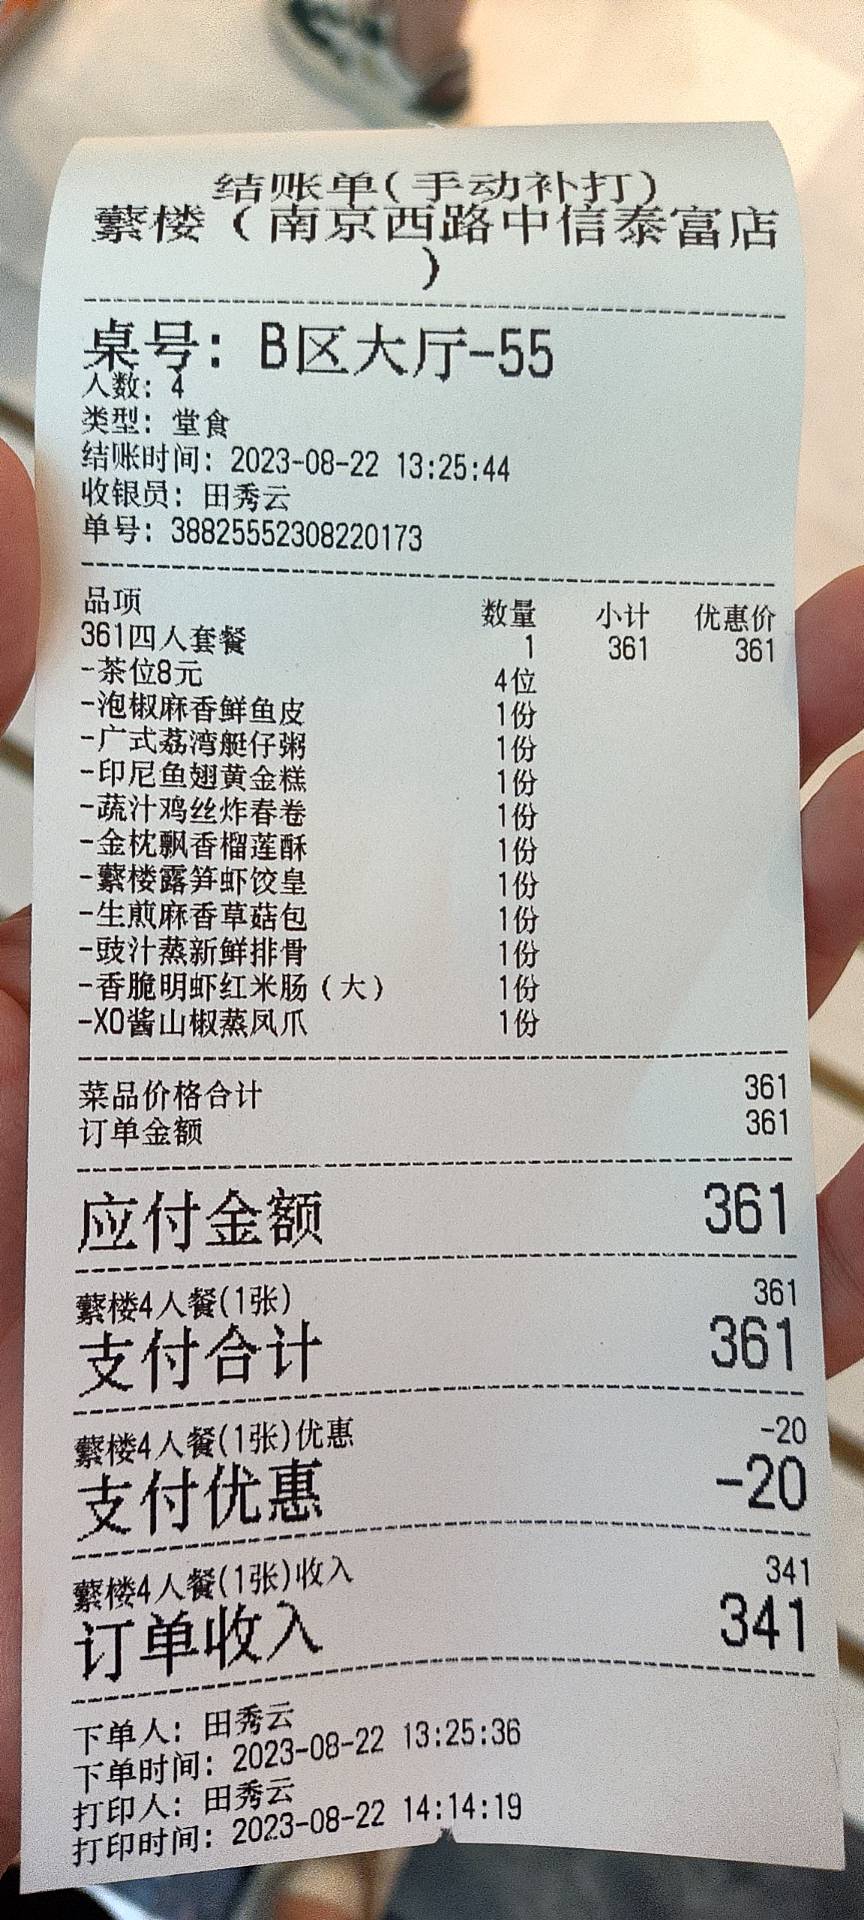 结账单(手动补打)
蘩楼（南京西路中信泰富店
）
桌号: B区大厅-55
人数: 4
类型: 堂食
结账时间: 2023-08-22 13:25:44
收银员: 田秀云
单号: 38825552308220173
品项 数量 小计 优惠价
361四人套餐 1 361 361
-茶位8元 4位
-泡椒麻香鲜鱼皮 1份
-广式荔湾艇仔粥 1份
-印尼鱼翅黄金糕 1份
-蔬汁鸡丝炸春卷 1份
-金枕飘香榴莲酥 1份
-蘩楼露笋虾饺皇 1份
-生煎麻香草菇包 1份
-豉汁蒸新鲜排骨 1份
-香脆明虾红米肠（大） 1份
-XO酱山椒蒸凤爪 1份
菜品价格合计 361
订单金额 361
应付金额 361
蘩楼4人餐(1张) 361
支付合计 361
蘩楼4人餐(1张)优惠 -20
支付优惠 -20
蘩楼4人餐(1张)收入 341
订单收入 341
下单人: 田秀云
下单时间: 2023-08-22 13:25:36
打印人: 田秀云
打印时间: 2023-08-22 14:14:19